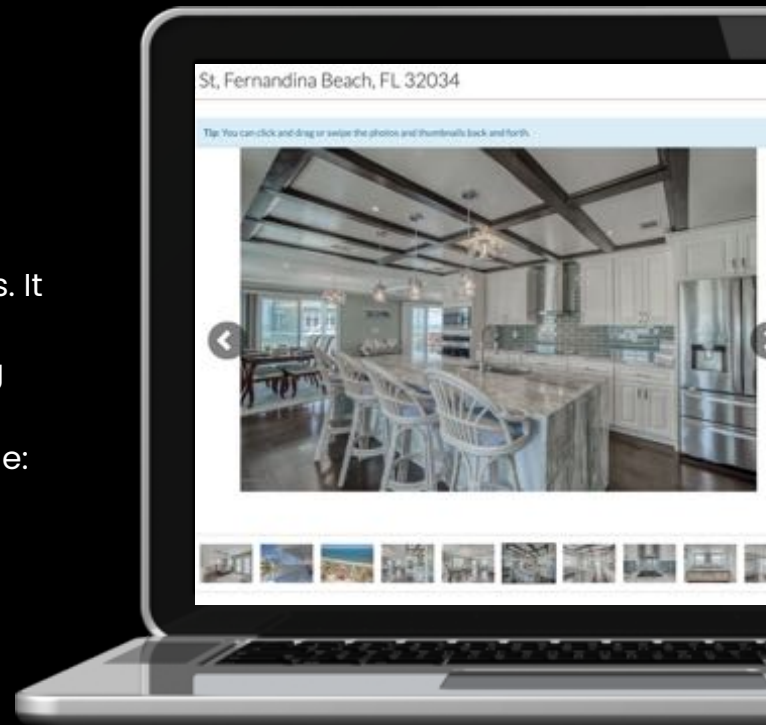 s. It
g
e:
St, Fernandina Beach, FL 32034
Tip: You can click and drag or swipe the photos and thumbnails back and forth.